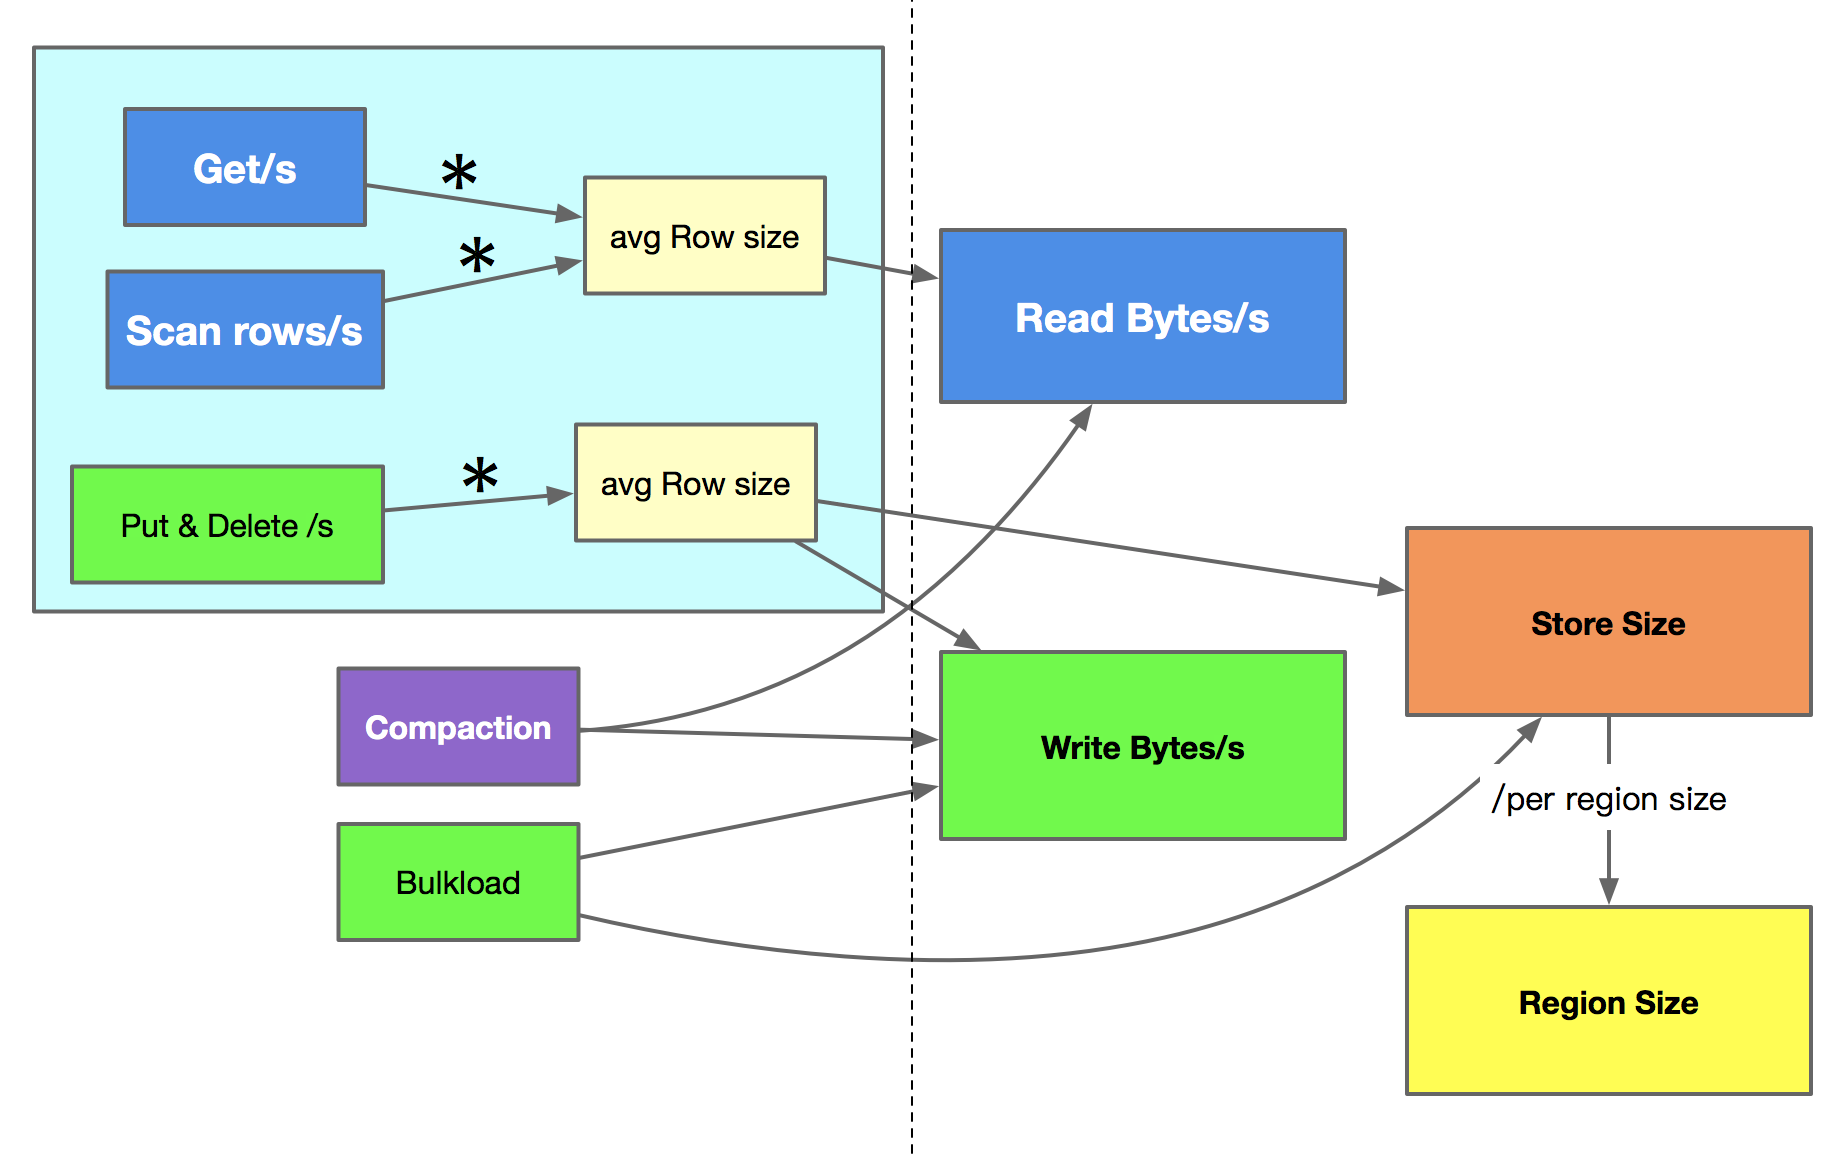 Get/s
*
avg Row size
*
Scan rows/s
Read Bytes/s
*
avg Row size
Put & Delete /s
Store Size
Compaction
Write Bytes/s
/per region size
Bulkload
Region Size